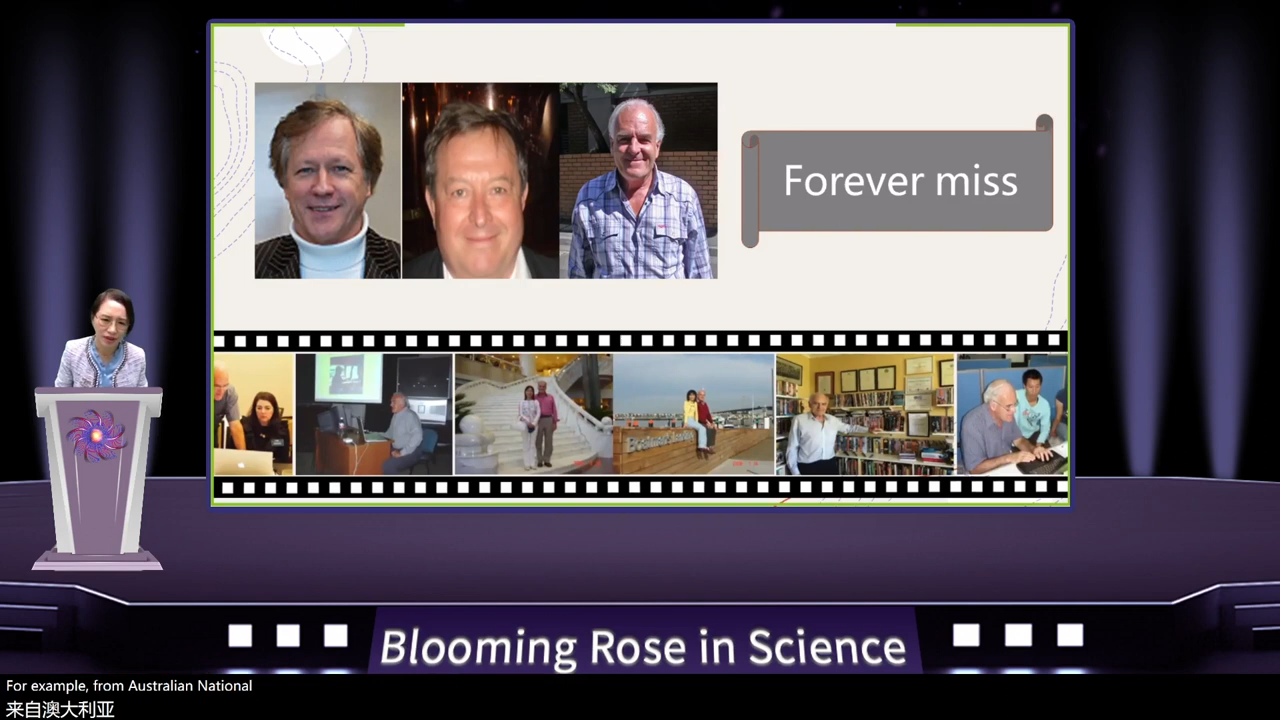 Forever miss
Blooming Rose in Science
For example, from Australian National
来自澳大利亚